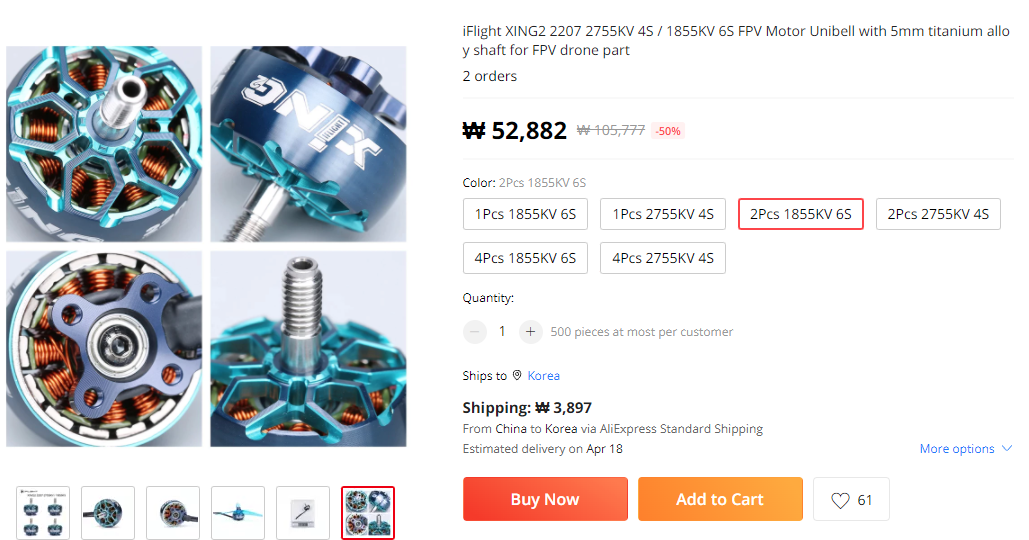 iFlight XING2 2207 2755KV 4S / 1855KV 6S FPV Motor Unibell with 5mm titanium allo
y shaft for FPV drone part
2 orders
₩ 52,882 ₩ 105,777 -50%
Color: 2Pcs 1855KV 6S
1Pcs 1855KV 6S
1Pcs 2755KV 4S
2Pcs 1855KV 6S
2Pcs 2755KV 4S
4Pcs 1855KV 6S
4Pcs 2755KV 4S
Quantity:
1
500 pieces at most per customer
Ships to Korea
Shipping: ₩ 3,897
From China to Korea via AliExpress Standard Shipping
Estimated delivery on Apr 18
More options
Buy Now
Add to Cart
61
XING2
IFLIGHT